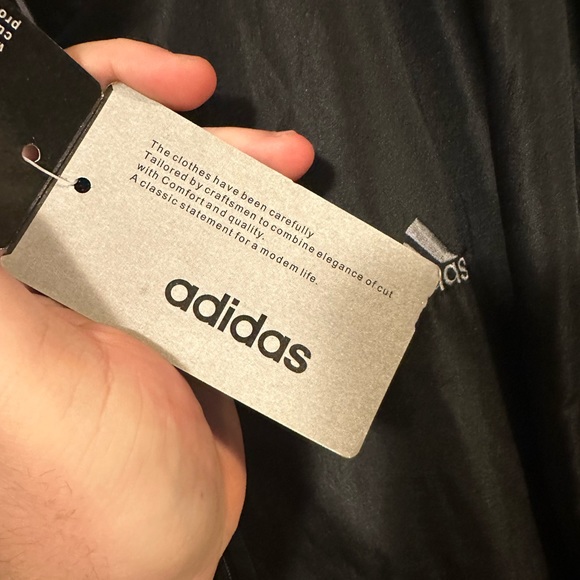 The clothes have been carefully
Tailored by craftsmen to combine elegance of cut
with Comfort and quality.
A classic statement for a modem life.
adidas